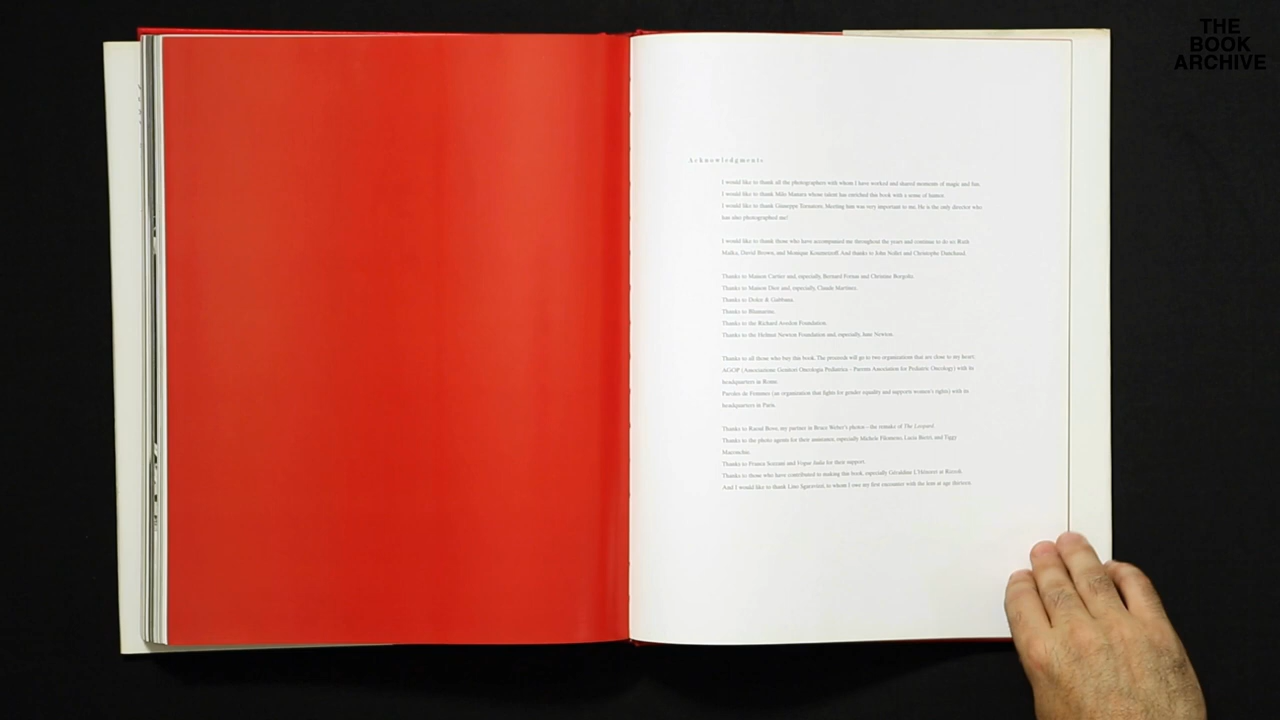 THE
BOOK
ARCHIVE
Acknowledgments
I would like to thank all the photographers with whom I have worked and shared moments of magic and fun.
I would like to thank Milo Manara whose talent has enriched this book with a sense of humor.
I would like to thank Giuseppe Tornatore. Meeting him was very important to me. He is the only director who
has also photographed me!
I would like to thank those who have accompanied me throughout the years and continue to do so; Ruth
Malka, David Brown, and Monique Kouznetzoff. And thanks to John Nollet and Christophe Danchaud.
Thanks to Maison Cartier and, especially, Bernard Fornas and Christine Borgoltz.
Thanks to Maison Dior and, especially, Claude Martinez.
Thanks to Dolce & Gabbana.
Thanks to Blumarine.
Thanks to the Richard Avedon Foundation.
Thanks to the Helmut Newton Foundation and, especially, June Newton.
Thanks to all those who buy this book. The proceeds will go to two organizations that are close to my heart,
AGOP (Associazione Genitori Oncologia Pediatrica – Parents Association for Pediatric Oncology) with its
headquarters in Rome.
Paroles de Femmes (an organization that fights for gender equality and supports women's rights) with its
headquarters in Paris.
Thanks to Raoul Bova, my partner in Bruce Weber's photos—the remake of The Leopard.
Thanks to the photo agents for their assistance, especially Michele Filomeno, Lucia and Tiggy
Thanks to Franca Sozzani and Vogue Italia for their support.
Thanks to those who have contributed to making this book, especially Géraldine L'Hénoret at Rizzoli.
And I would like to thank Lino Sgaravizzi, to whom I owe my first encounter with the lens at age thirteen.